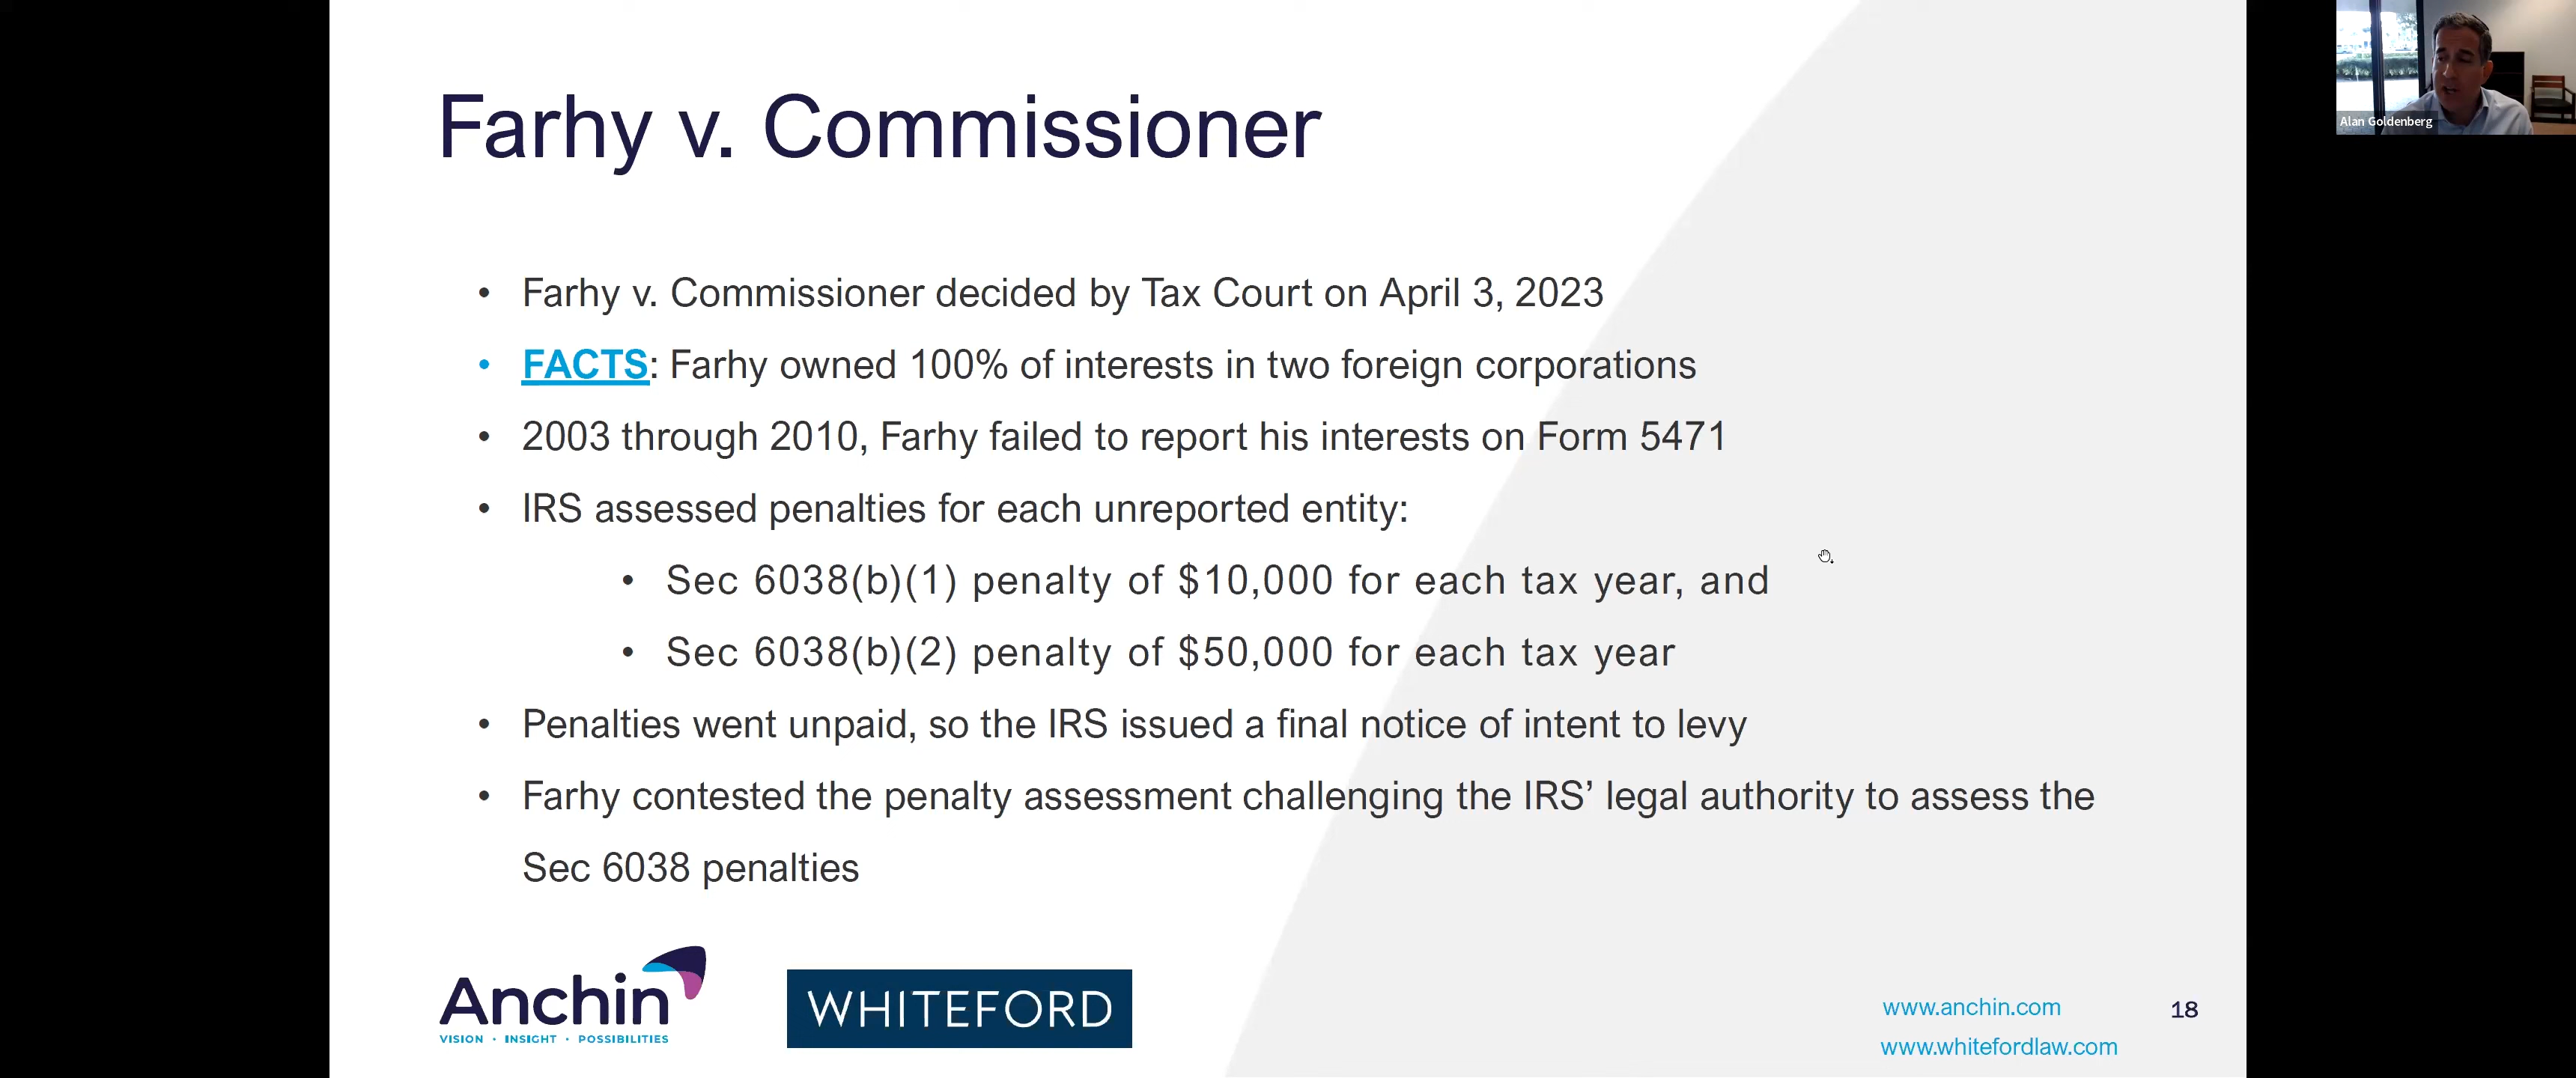 Farhy v. Commissioner
Alan Goldenberg
• Farhy v. Commissioner decided by Tax Court on April 3, 2023
• FACTS: Farhy owned 100% of interests in two foreign corporations
• 2003 through 2010, Farhy failed to report his interests on Form 5471
• IRS assessed penalties for each unreported entity:
• Sec 6038(b)(1) penalty of $10,000 for each tax year, and
• Sec 6038(b)(2) penalty of $50,000 for each tax year
• Penalties went unpaid, so the IRS issued a final notice of intent to levy
• Farhy contested the penalty assessment challenging the IRS’ legal authority to assess the
Sec 6038 penalties
Anchin
VISION · INSIGHT · POSSIBILITIES
WHITEFORD
www.anchin.com
18
www.whitefordlaw.com